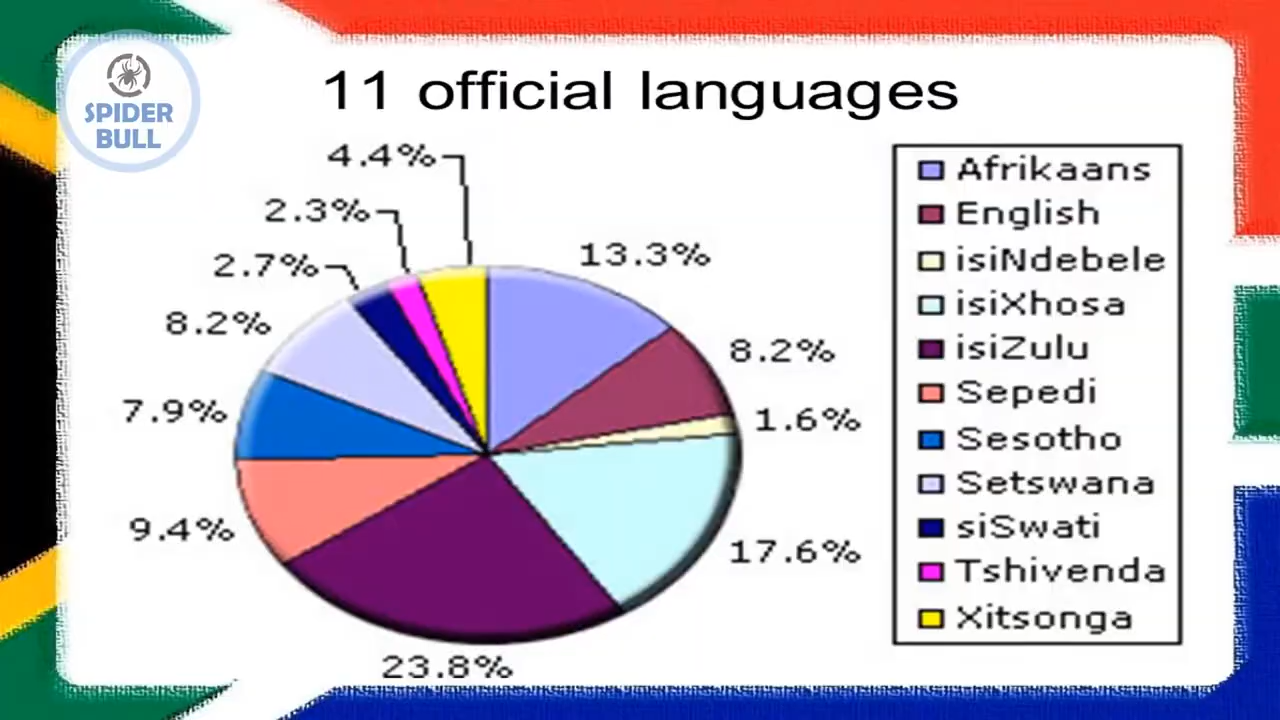 SPIDER
BULL
11 official languages
4.4%
2.3%
2.7%
8.2%
7.9%
9.4%
23.8%
13.3%
8.2%
1.6%
17.6%
Afrikaans
English
isiNdebele
isiXhosa
isiZulu
Sepedi
Sesotho
Setswana
siSwati
Tshivenda
Xitsonga